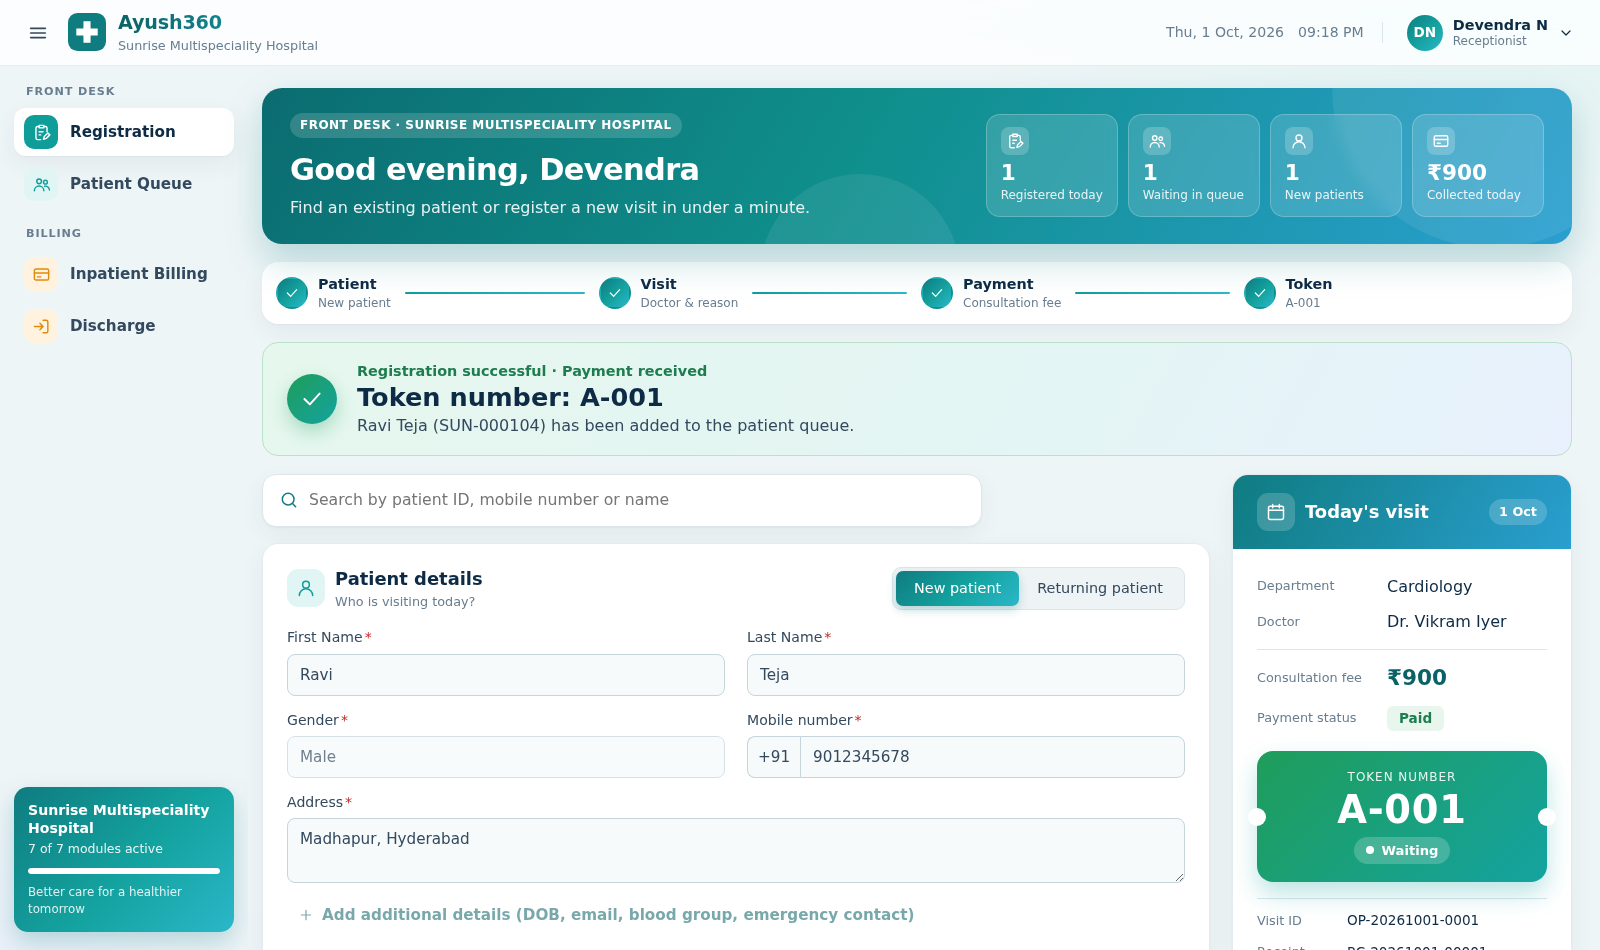 Ayush360
Sunrise Multispeciality Hospital
Thu, 1 Oct, 2026 09:18 PM
DN
Devendra N
Receptionist
FRONT DESK
Registration
Patient Queue
BILLING
Inpatient Billing
Discharge
Sunrise Multispeciality
Hospital
7 of 7 modules active
Better care for a healthier
tomorrow
FRONT DESK · SUNRISE MULTISPECIALITY HOSPITAL
Good evening, Devendra
Find an existing patient or register a new visit in under a minute.
1
Registered today
1
Waiting in queue
1
New patients
₹900
Collected today
Patient
New patient
Visit
Doctor & reason
Payment
Consultation fee
Token
A-001
Registration successful · Payment received
Token number: A-001
Ravi Teja (SUN-000104) has been added to the patient queue.
Search by patient ID, mobile number or name
Patient details
Who is visiting today?
New patient
Returning patient
First Name*
Last Name*
Ravi
Teja
Gender*
Mobile number*
Male
+91 9012345678
Address*
Madhapur, Hyderabad
+ Add additional details (DOB, email, blood group, emergency contact)
Today's visit
1 Oct
Department Cardiology
Doctor Dr. Vikram Iyer
Consultation fee ₹900
Payment status Paid
TOKEN NUMBER
A-001
Waiting
Visit ID OP-20261001-0001